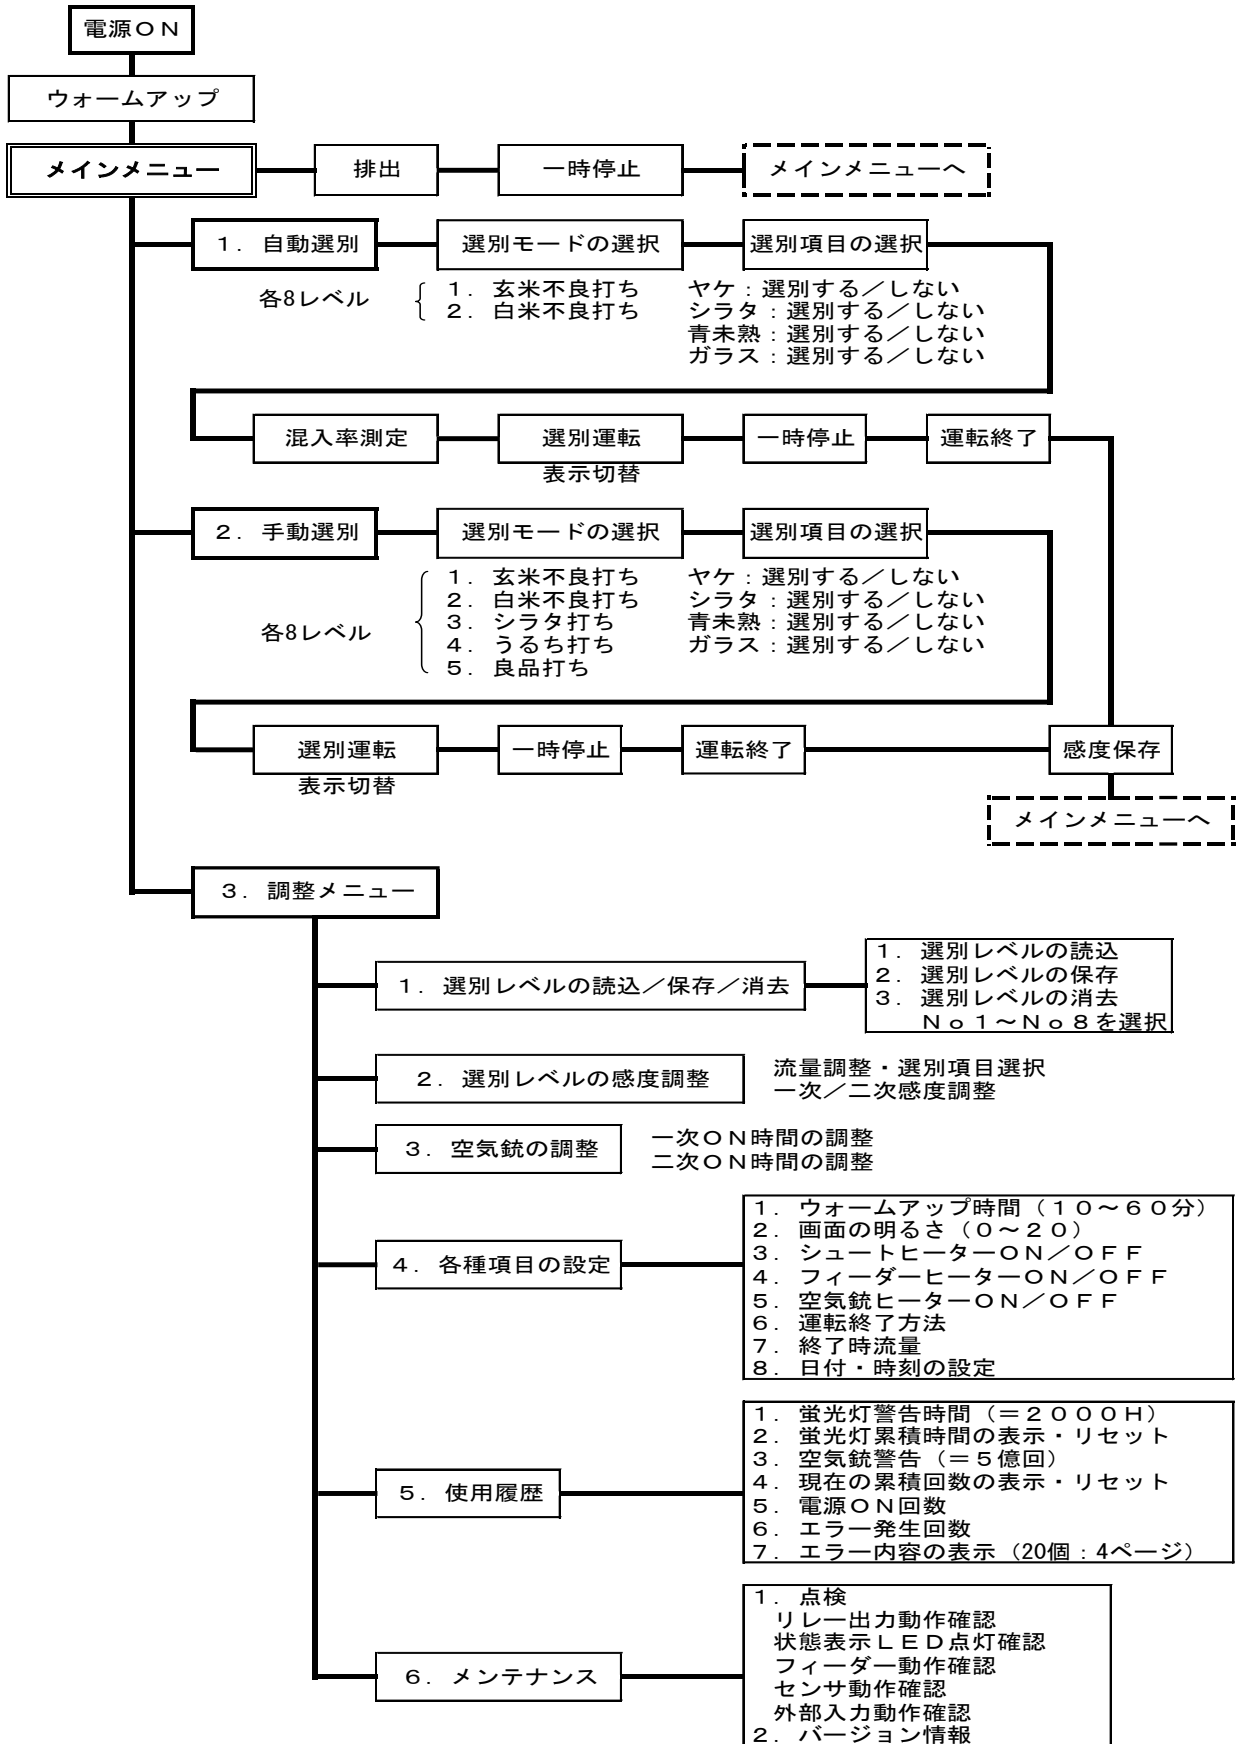 電源ＯＮ
ウォームアップ
メインメニュー
排出
一時停止
メインメニューへ
１．自動選別
選別モードの選択
選別項目の選択
各8レベル
１．玄米不良打ち
２．白米不良打ち
ヤケ：選別する／しない
シラタ：選別する／しない
青未熟：選別する／しない
ガラス：選別する／しない
混入率測定
選別運転
一時停止
運転終了
表示切替
２．手動選別
選別モードの選択
選別項目の選択
各8レベル
１．玄米不良打ち
２．白米不良打ち
３．シラタ打ち
４．うるち打ち
５．良品打ち
ヤケ：選別する／しない
シラタ：選別する／しない
青未熟：選別する／しない
ガラス：選別する／しない
選別運転
一時停止
運転終了
感度保存
表示切替
メインメニューへ
３．調整メニュー
１．選別レベルの読込／保存／消去
１．選別レベルの読込
２．選別レベルの保存
３．選別レベルの消去
Ｎｏ１～Ｎｏ８を選択
２．選別レベルの感度調整
流量調整・選別項目選択
一次／二次感度調整
３．空気銃の調整
一次ＯＮ時間の調整
二次ＯＮ時間の調整
４．各種項目の設定
１．ウォームアップ時間（１０～６０分）
２．画面の明るさ（０～２０）
３．シュートヒーターＯＮ／ＯＦＦ
４．フィーダーヒーターＯＮ／ＯＦＦ
５．空気銃ヒーターＯＮ／ＯＦＦ
６．運転終了方法
７．終了時流量
８．日付・時刻の設定
５．使用履歴
１．蛍光灯警告時間（＝２０００Ｈ）
２．蛍光灯累積時間の表示・リセット
３．空気銃警告（＝５億回）
４．現在の累積回数の表示・リセット
５．電源ＯＮ回数
６．エラー発生回数
７．エラー内容の表示（20個：4ページ）
６．メンテナンス
１．点検
リレー出力動作確認
状態表示ＬＥＤ点灯確認
フィーダー動作確認
センサ動作確認
外部入力動作確認
２．バージョン情報